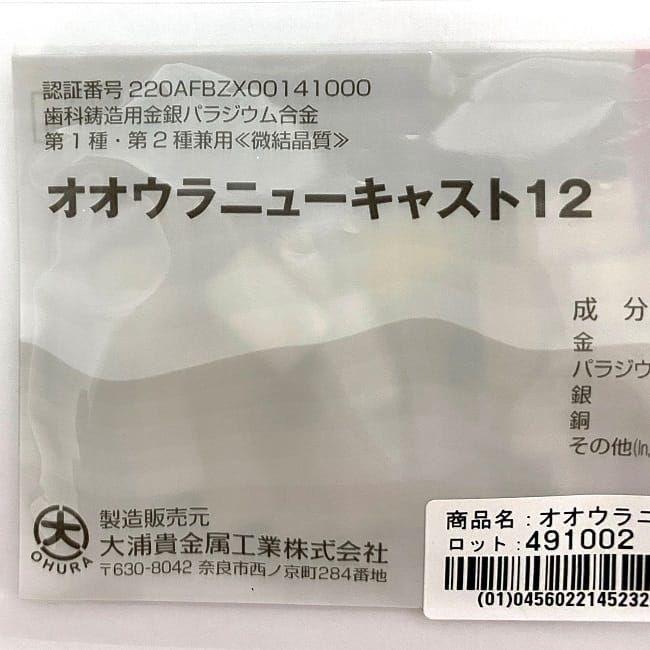 認証番号 220AFBZX00141000
歯科鋳造用金銀パラジウム合金
第1種・第2種兼用≪微結晶質≫
オオウラニューキャスト12
成 分
金
パラジウ
銀
銅
その他(In,
大
OHURA
製造販売元
大浦貴金属工業株式会社
〒630-8042 奈良市西ノ京町284番地
商品名:オオウラニ
ロット:491002
(01)0456022145232